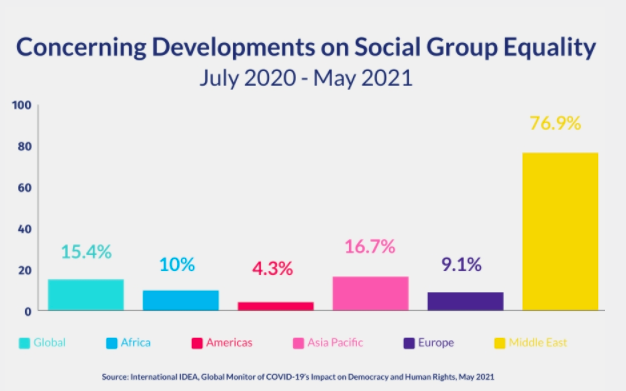 Concerning Developments on Social Group Equality
July 2020 - May 2021
100
80
60
40
20
0
15.4%
10%
4.3%
16.7%
9.1%
76.9%
Global
Africa
Americas
Asia Pacific
Europe
Middle East
Source: International IDEA, Global Monitor of COVID-19's Impact on Democracy and Human Rights, May 2021